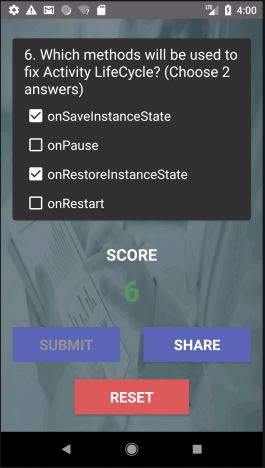 4:00
6. Which methods will be used to
fix Activity LifeCycle? (Choose 2
answers)
onSaveInstanceState
onPause
onRestoreInstanceState
onRestart
SCORE
6
SUBMIT
SHARE
RESET